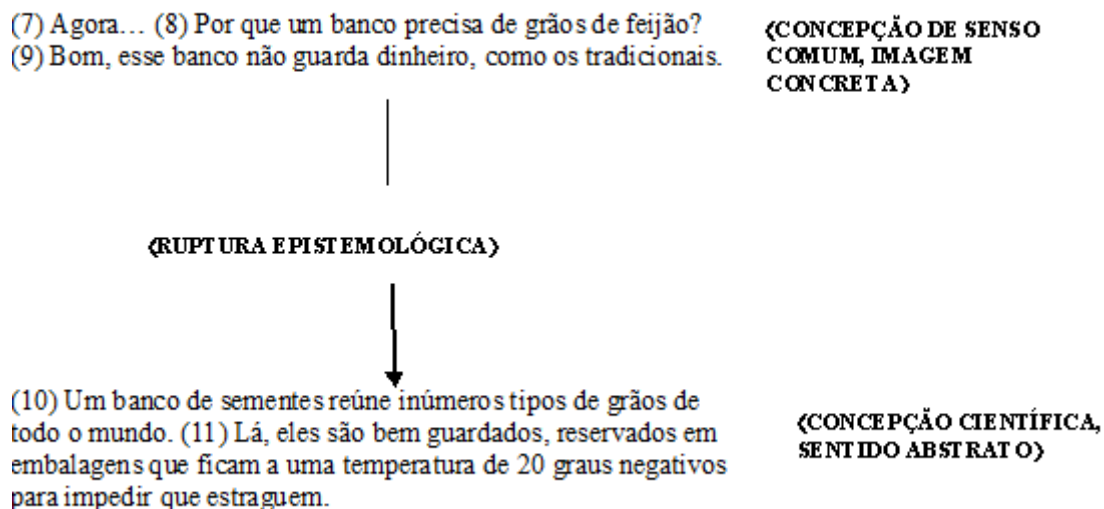 (7) Agora… (8) Por que um banco precisa de grãos de feijão?
(9) Bom, esse banco não guarda dinheiro, como os tradicionais.
(CONCEPÇÃO DE SENSO
COMUM, IMAGEM
CONCRETA)
(RUPTURA EPISTEMOLÓGICA)
(10) Um banco de sementes reúne inúmeros tipos de grãos de
todo o mundo. (11) Lá, eles são bem guardados, reservados em
embalagens que ficam a uma temperatura de 20 graus negativos
para impedir que estraguem.
(CONCEPÇÃO CIENTÍFICA,
SENTIDO ABSTRATO)